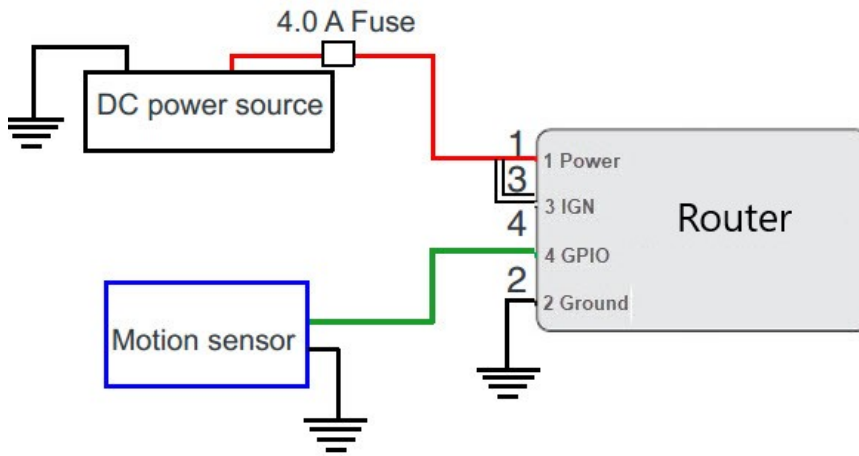 4.0 A Fuse
DC power source
1
1 Power
3
3 IGN
Router
4
4 GPIO
2
2 Ground
Motion sensor